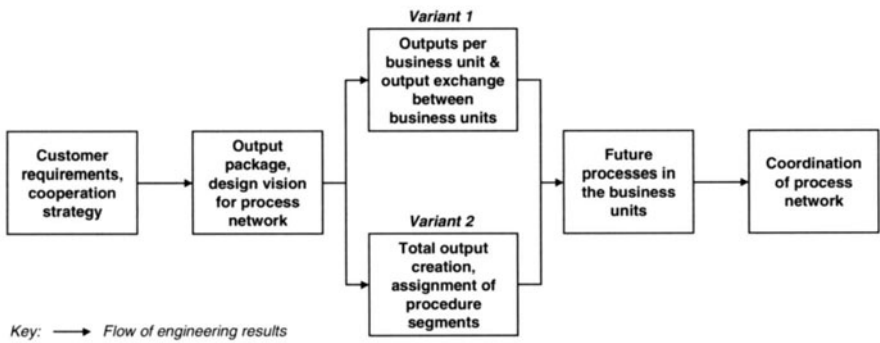 Variant 1
Outputs per
business unit &
output exchange
between
business units
Customer
requirements,
cooperation
strategy
Output
package,
design vision
for process
network
Future
processes in
the business
units
Coordination
of process
network
Variant 2
Total output
creation,
assignment of
procedure
segments
Key: Flow of engineering results